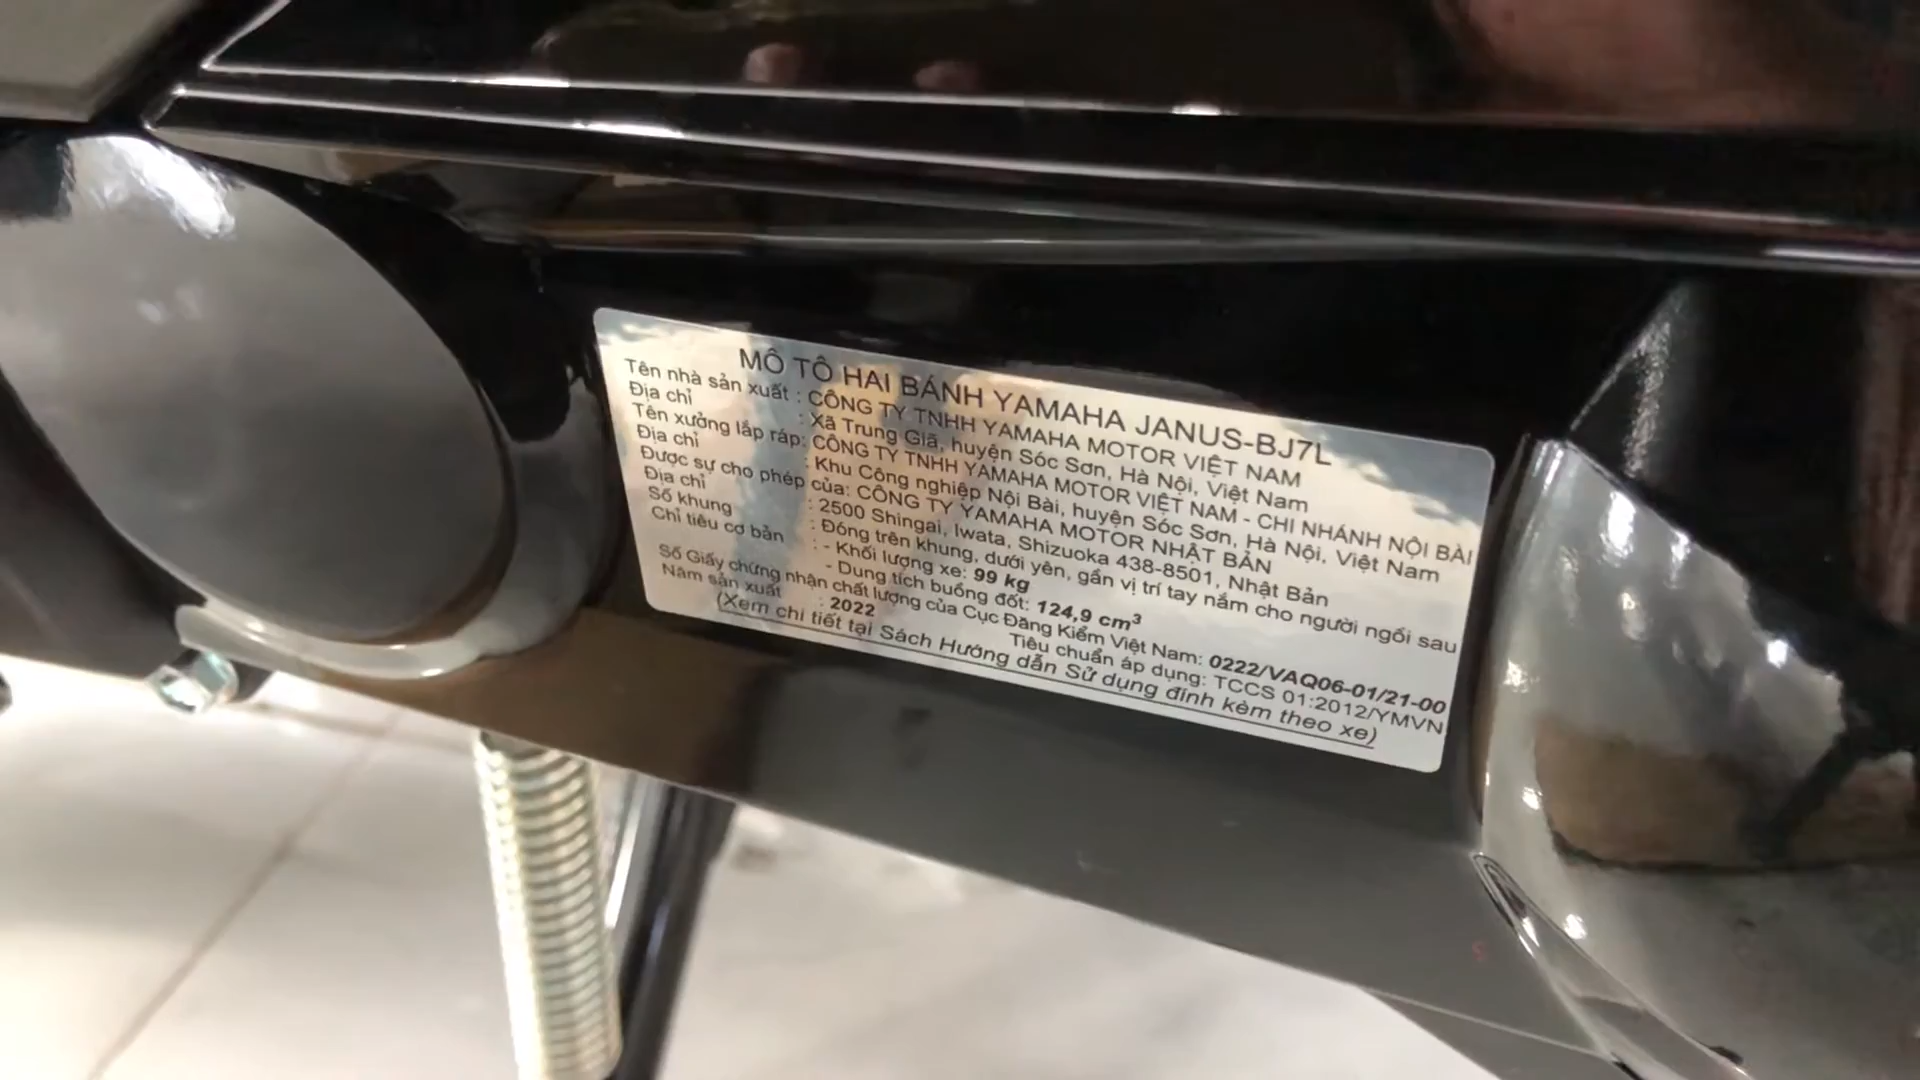 MÔ TÔ HAI BÁNH YAMAHA JANUS-BJ7L
Tên nhà sản xuất : CÔNG TY TNHH YAMAHA MOTOR VIỆT NAM
Địa chỉ : Xã Trung Giã, huyện Sóc Sơn, Hà Nội, Việt Nam
Tên xưởng lắp ráp: CÔNG TY TNHH YAMAHA MOTOR VIỆT NAM - CHI NHÁNH NỘI BÀI
Địa chỉ : Khu Công nghiệp Nội Bài, huyện Sóc Sơn, Hà Nội, Việt Nam
Được sự cho phép của: CÔNG TY YAMAHA MOTOR NHẬT BẢN
Địa chỉ : 2500 Shingai, Iwata, Shizuoka 438-8501, Nhật Bản
Số khung : Đóng trên khung, dưới yên, gần vị trí tay nắm cho người ngồi sau
Chỉ tiêu cơ bản : - Khối lượng xe: 99 kg
- Dung tích buồng đốt: 124,9 cm³
Số Giấy chứng nhận chất lượng của Cục Đăng Kiểm Việt Nam: 0222/VAQ06-01/21-00
Năm sản xuất : 2022 Tiêu chuẩn áp dụng: TCCS 01:2012/YMVN
(Xem chi tiết tại Sách Hướng dẫn Sử dụng đính kèm theo xe)